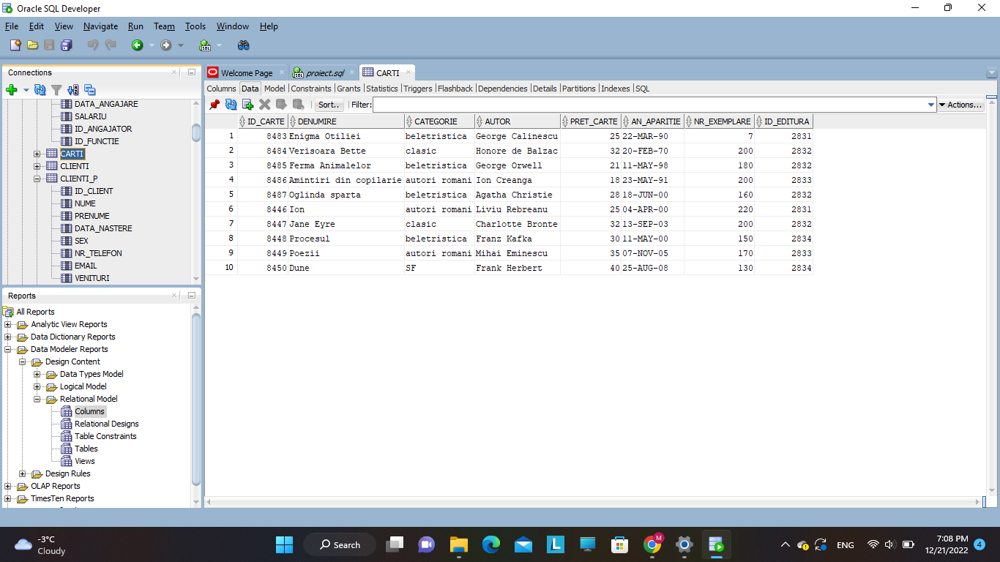 Oracle SQL Developer
File Edit View Navigate Run Team Tools Window Help
Connections
DATA_ANGAJARE
SALARIU
ID_ANGAJATOR
ID_FUNCTIE
CARTI
CLIENTI
CLIENTI_P
ID_CLIENT
NUME
PRENUME
DATA_NASTERE
SEX
NR_TELEFON
EMAIL
VENITURI
Reports
All Reports
Analytic View Reports
Data Dictionary Reports
Data Modeler Reports
Design Content
Data Types Model
Logical Model
Relational Model
Columns
Relational Designs
Table Constraints
Tables
Views
Design Rules
OLAP Reports
TimesTen Reports
Welcome Page proiect.sql CARTI
Columns Data Model Constraints Grants Statistics Triggers Flashback Dependencies Details Partitions Indexes SQL
Sort.. Filter: Actions...
ID_CARTE DENUMIRE CATEGORIE AUTOR PRET_CARTE AN_APARITIE NR_EXEMPLARE ID_EDITURA
1 8483 Enigma Otiliei beletristica George Calinescu 25 22-MAR-90 7 2831
2 8484 Verisoara Bette clasic Honore de Balzac 32 20-FEB-70 200 2832
3 8485 Ferma Animalelor beletristica George Orwell 21 11-MAY-98 180 2832
4 8486 Amintiri din copilarie autori romani Ion Creanga 18 23-MAY-91 200 2833
5 8487 Oglinda sparta beletristica Agatha Christie 28 18-JUN-00 160 2832
6 8446 Ion autori romani Liviu Rebreanu 25 04-APR-00 220 2831
7 8447 Jane Eyre clasic Charlotte Bronte 32 13-SEP-03 200 2832
8 8448 Procesul beletristica Franz Kafka 30 11-MAY-00 150 2834
9 8449 Poezii autori romani Mihai Eminescu 35 07-NOV-05 170 2833
10 8450 Dune SF Frank Herbert 40 25-AUG-08 130 2834
-3°C
Cloudy
Search
L
M
ENG
7:08 PM
12/21/2022
4